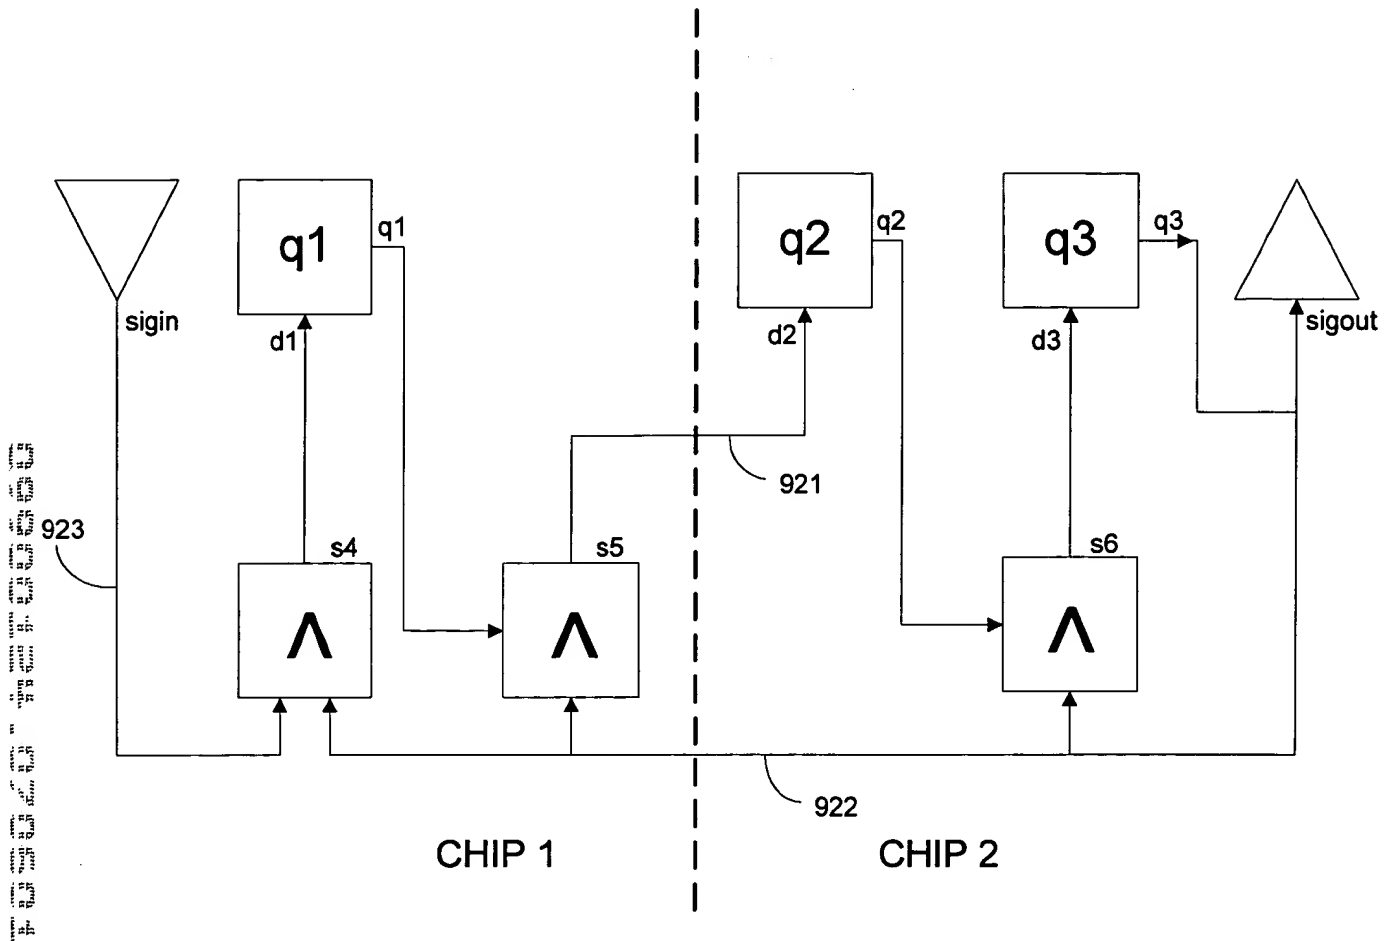 q1
q1
q2
q2
q3
q3
sigin
d1
d2
d3
sigout
921
923
s4
s5
s6
Λ
Λ
Λ
922
CHIP 1
CHIP 2